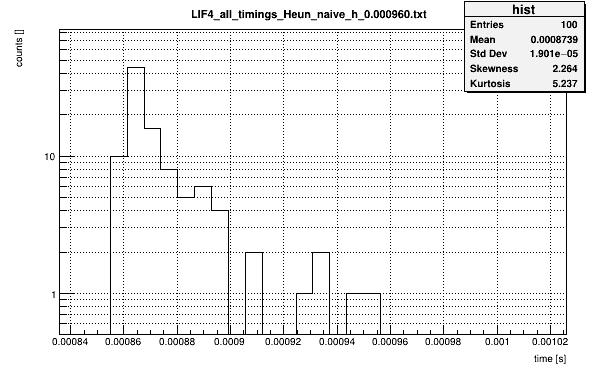 LIF4_all_timings_Heun_naive_h_0.000960.txt
hist
Entries 100
Mean 0.0008739
Std Dev 1.901e−05
Skewness 2.264
Kurtosis 5.237
counts []
10
1
0.00084 0.00086 0.00088 0.0009 0.00092 0.00094 0.00096 0.00098 0.001 0.00102
time [s]